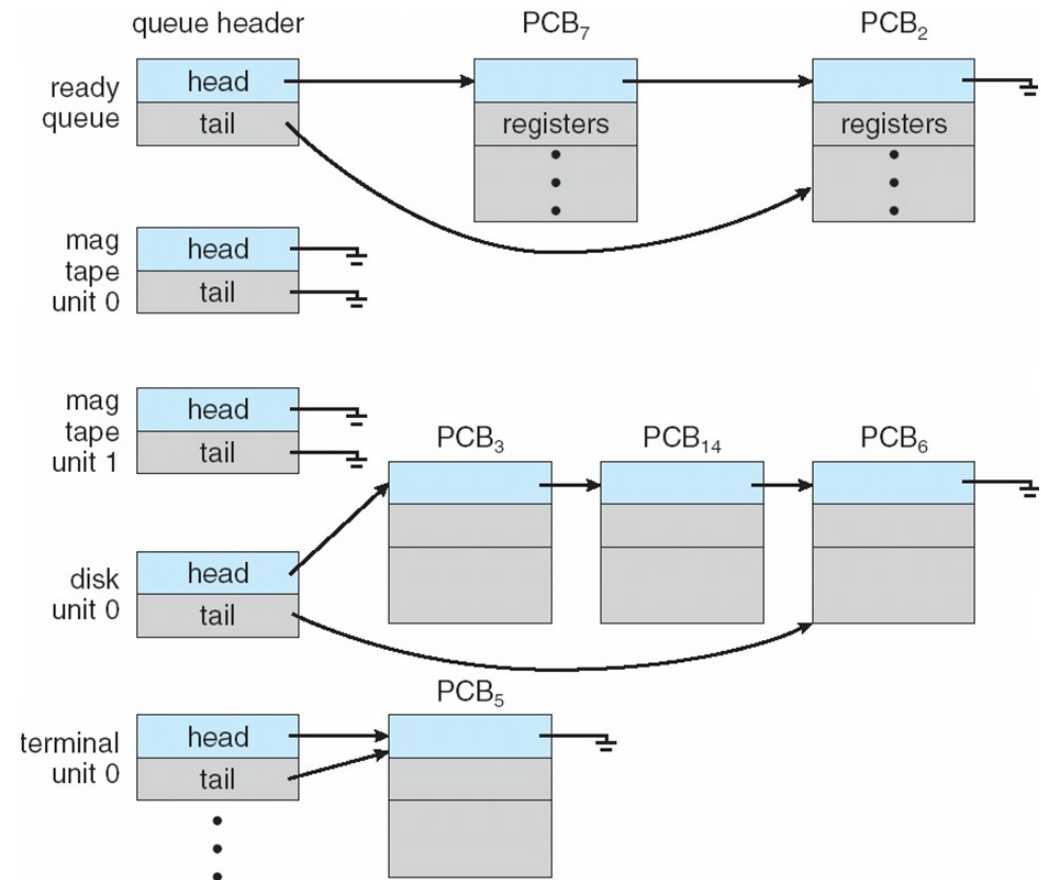 queue header
PCB₇
PCB₂
ready
queue
head
tail
registers
registers
mag
tape
unit 0
head
tail
mag
tape
unit 1
head
tail
PCB₃
PCB₁₄
PCB₆
disk
unit 0
head
tail
PCB₅
terminal
unit 0
head
tail